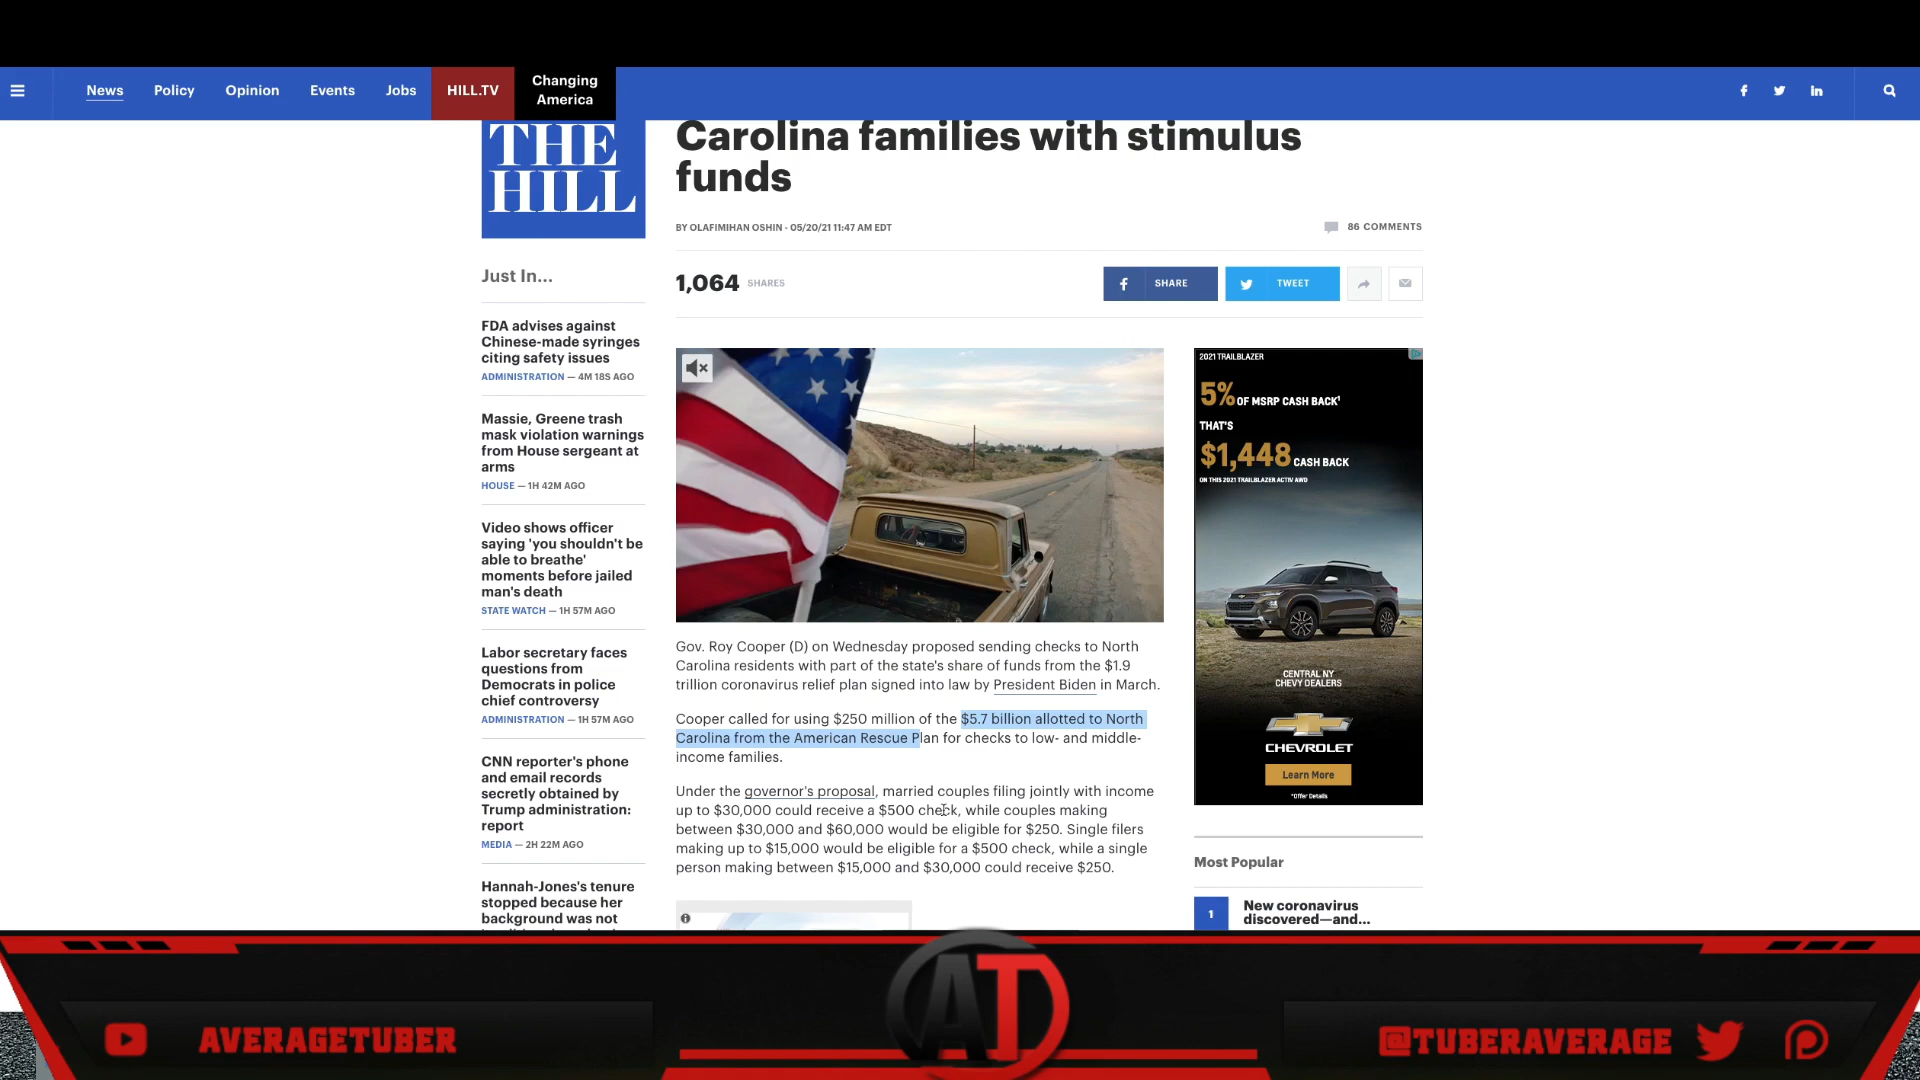 News
Policy
Opinion
Events
Jobs
HILL.TV
Changing
America
THE
HILL
Carolina families with stimulus
funds
BY OLAFIMIHAN OSHIN - 05/20/21 11:47 AM EDT
86 COMMENTS
1,064 SHARES
SHARE
TWEET
Just In...
FDA advises against
Chinese-made syringes
citing safety issues
ADMINISTRATION — 4M 18S AGO
Massie, Greene trash
mask violation warnings
from House sergeant at
arms
HOUSE — 1H 42M AGO
Video shows officer
saying 'you shouldn't be
able to breathe'
moments before jailed
man's death
STATE WATCH — 1H 57M AGO
Labor secretary faces
questions from
Democrats in police
chief controversy
ADMINISTRATION — 1H 57M AGO
CNN reporter's phone
and email records
secretly obtained by
Trump administration:
report
MEDIA — 2H 22M AGO
Hannah-Jones's tenure
stopped because her
background was not
Gov. Roy Cooper (D) on Wednesday proposed sending checks to North
Carolina residents with part of the state's share of funds from the $1.9
trillion coronavirus relief plan signed into law by President Biden in March.
Cooper called for using $250 million of the $5.7 billion allotted to North
Carolina from the American Rescue Plan for checks to low- and middle-
income families.
Under the governor's proposal, married couples filing jointly with income
up to $30,000 could receive a $500 check, while couples making
between $30,000 and $60,000 would be eligible for $250. Single filers
making up to $15,000 would be eligible for a $500 check, while a single
person making between $15,000 and $30,000 could receive $250.
2021 TRAILBLAZER
5% OF MSRP CASH BACK¹
THAT'S
$1,448 CASH BACK
ON THIS 2021 TRAILBLAZER ACTIV AWD
CENTRAL NY
CHEVY DEALERS
CHEVROLET
Learn More
*Offer Details
Most Popular
1
New coronavirus
discovered—and...
AVERAGETUBER
AT
@TUBERAVERAGE